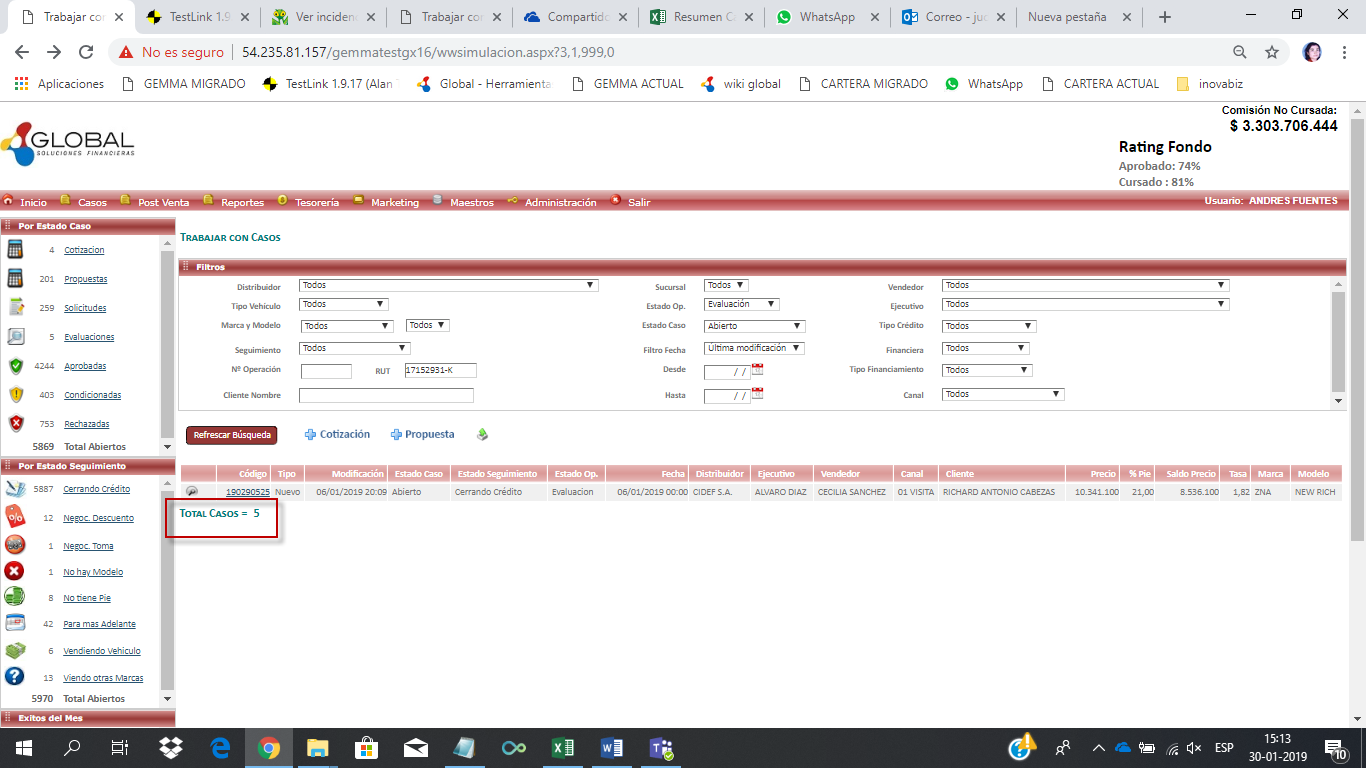 Trabajar con
TestLink 1.9
Ver inciden
Trabajar con
Compartido
Resumen C
WhatsApp
Correo - juc
Nueva pestaña
No es seguro
54.235.81.157/gemmatestgx16/wwsimulacion.aspx?3,1,999,0
Aplicaciones
GEMMA MIGRADO
TestLink 1.9.17 (Alan
Global - Herramienta
GEMMA ACTUAL
wiki global
CARTERA MIGRADO
WhatsApp
CARTERA ACTUAL
inovabiz
GLOBAL
SOLUCIONES FINANCIERAS
Comisión No Cursada:
$ 3.303.706.444
Rating Fondo
Aprobado: 74%
Cursado : 81%
Inicio Casos Post Venta Reportes Tesorería Marketing Maestros Administración Salir
Usuario: ANDRES FUENTES
Por Estado Caso
4 Cotizacion
201 Propuestas
259 Solicitudes
5 Evaluaciones
4244 Aprobadas
403 Condicionadas
753 Rechazadas
5869 Total Abiertos
Por Estado Seguimiento
5887 Cerrando Crédito
12 Negoc. Descuento
1 Negoc. Toma
1 No hay Modelo
8 No tiene Pie
42 Para mas Adelante
6 Vendiendo Vehiculo
13 Viendo otras Marcas
5970 Total Abiertos
Exitos del Mes
Trabajar con Casos
Filtros
Distribuidor Todos Sucursal Todos Vendedor Todos
Tipo Vehículo Todos Estado Op. Evaluación Ejecutivo Todos
Marca y Modelo Todos Todos Estado Caso Abierto Tipo Crédito Todos
Seguimiento Todos Filtro Fecha Última modificación Financiera Todos
Nº Operación RUT 17152931-K Desde / / Tipo Financiamiento Todos
Cliente Nombre Hasta / / Canal Todos
Refrescar Búsqueda Cotización Propuesta
Código Tipo Modificación Estado Caso Estado Seguimiento Estado Op. Fecha Distribuidor Ejecutivo Vendedor Canal Cliente Precio % Pie Saldo Precio Tasa Marca Modelo
190290525 Nuevo 06/01/2019 20:09 Abierto Cerrando Crédito Evaluacion 06/01/2019 00:00 CIDEF S.A. ALVARO DIAZ CECILIA SANCHEZ 01 VISITA RICHARD ANTONIO CABEZAS 10.341.100 21,00 8.536.100 1,82 ZNA NEW RICH
Total Casos = 5
ESP
15:13
30-01-2019
10